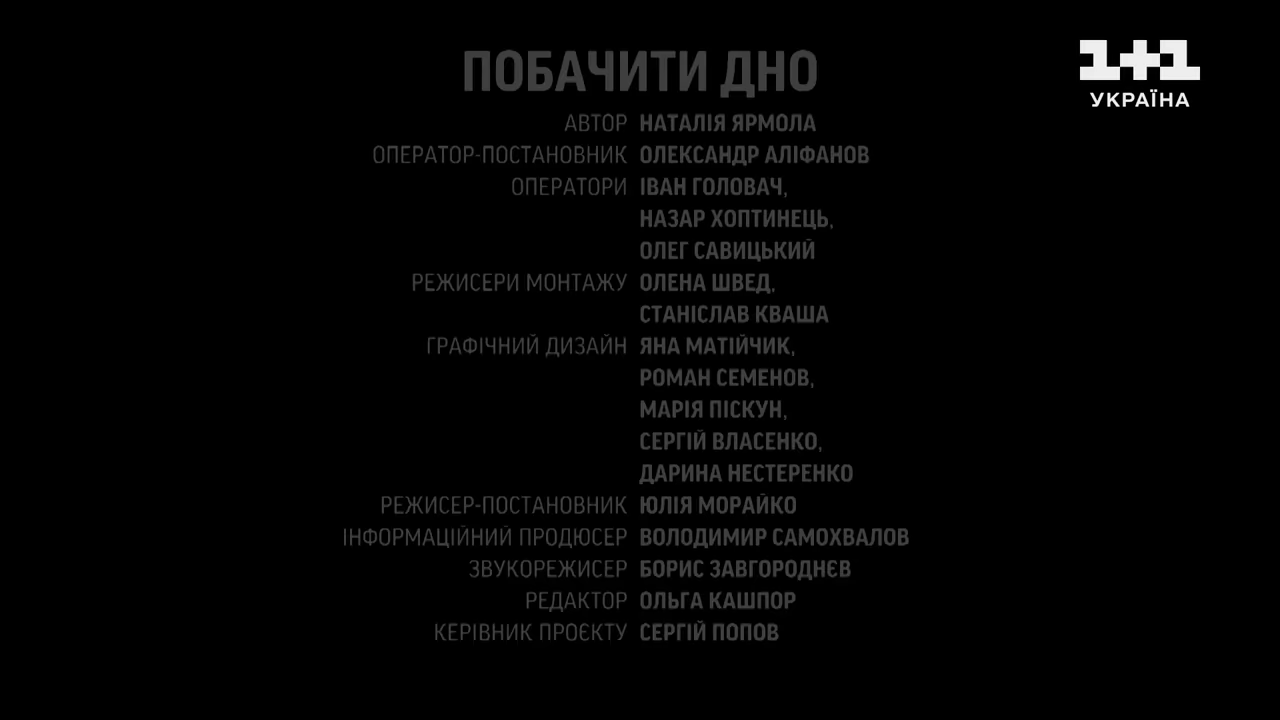 ПОБАЧИТИ ДНО
1+1
УКРАЇНА
АВТОР НАТАЛІЯ ЯРМОЛА
ОПЕРАТОР-ПОСТАНОВНИК ОЛЕКСАНДР АЛІФАНОВ
ОПЕРАТОРИ ІВАН ГОЛОВАЧ,
НАЗАР ХОПТИНЕЦЬ,
ОЛЕГ САВИЦЬКИЙ
РЕЖИСЕРИ МОНТАЖУ ОЛЕНА ШВЕД,
СТАНІСЛАВ КВАША
ГРАФІЧНИЙ ДИЗАЙН ЯНА МАТІЙЧИК,
РОМАН СЕМЕНОВ,
МАРІЯ ПІСКУН,
СЕРГІЙ ВЛАСЕНКО,
ДАРИНА НЕСТЕРЕНКО
РЕЖИСЕР-ПОСТАНОВНИК ЮЛІЯ МОРАЙКО
ІНФОРМАЦІЙНИЙ ПРОДЮСЕР ВОЛОДИМИР САМОХВАЛОВ
ЗВУКОРЕЖИСЕР БОРИС ЗАВГОРОДНЄВ
РЕДАКТОР ОЛЬГА КАШПОР
КЕРІВНИК ПРОЄКТУ СЕРГІЙ ПОПОВ